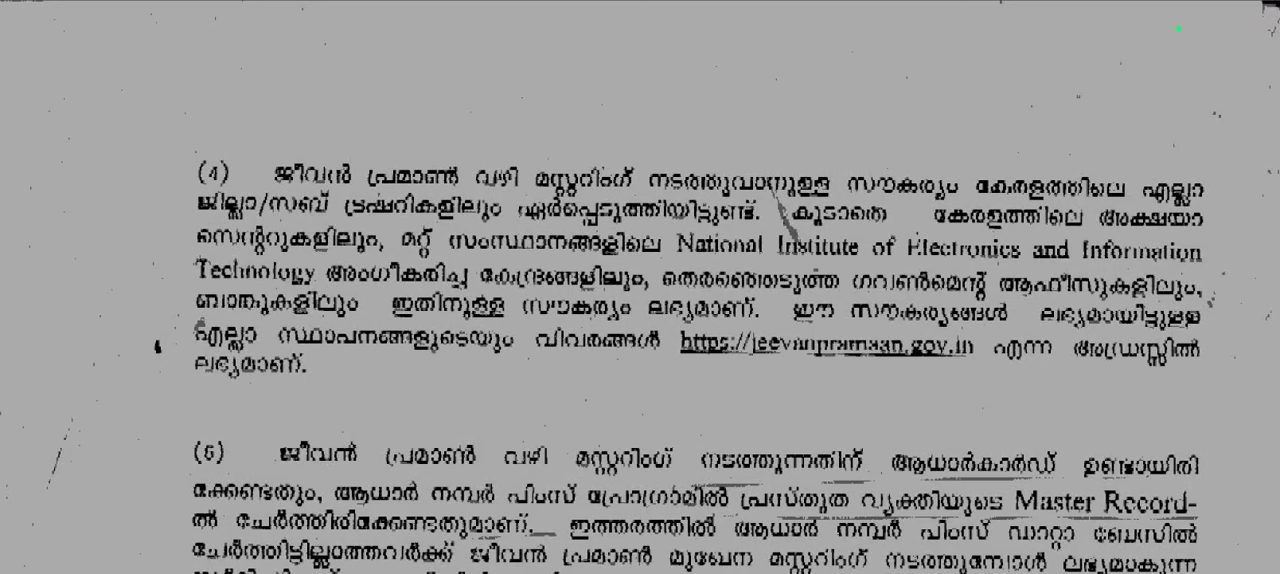 (4) ജീവൻ പ്രമാൺ വഴി മസ്റ്ററിംഗ് നടത്തുവാനുള്ള സൗകര്യം കേരളത്തിലെ എല്ലാ
ജില്ലാ/സബ് ട്രഷറികളിലും ഏർപ്പെടുത്തിയിട്ടുണ്ട്. കൂടാതെ കേരളത്തിലെ അക്ഷയാ
സെന്ററുകളിലും, മറ്റ് സംസ്ഥാനങ്ങളിലെ National Institute of Electronics and Information
Technology അംഗീകരിച്ച കേന്ദ്രങ്ങളിലും, തെരഞ്ഞെടുത്ത ഗവൺമെന്റ് ആഫീസുകളിലും,
ബാങ്കുകളിലും ഇതിനുള്ള സൗകര്യം ലഭ്യമാണ്. ഈ സൗകര്യങ്ങൾ ലഭ്യമായിട്ടുള്ള
എല്ലാ സ്ഥാപനങ്ങളുടെയും വിവരങ്ങൾ https://jeevanpramaan.gov.in എന്ന അഡ്രസ്സിൽ
ലഭ്യമാണ്.
(5) ജീവൻ പ്രമാൺ വഴി മസ്റ്ററിംഗ് നടത്തുന്നതിന് ആധാർകാർഡ് ഉണ്ടായിരി
ക്കേണ്ടതും, ആധാർ നമ്പർ പിംസ് പ്രോഗ്രാമിൽ പ്രസ്തുത വ്യക്തിയുടെ Master Record-
ൽ ചേർത്തിരിക്കേണ്ടതുമാണ്. ഇത്തരത്തിൽ ആധാർ നമ്പർ പിംസ് ഡാറ്റാ ബേസിൽ
ചേർത്തിട്ടില്ലാത്തവർക്ക് ജീവൻ പ്രമാൺ മുഖേന മസ്റ്ററിംഗ് നടത്തുമ്പോൾ ലഭ്യമാകുന്ന